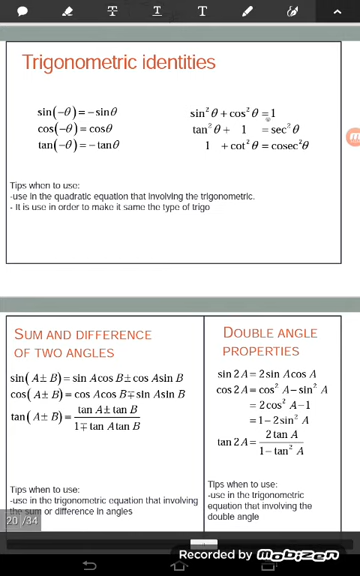 Trigonometric identities
sin(−θ) = −sinθ
cos(−θ) = cosθ
tan(−θ) = −tanθ
sin²θ + cos²θ = 1
tan²θ + 1 = sec²θ
1 + cot²θ = cosec²θ
Tips when to use:
-use in the quadratic equation that involving the trigonometric.
- It is use in order to make it same the type of trigo
SUM AND DIFFERENCE
OF TWO ANGLES
sin(A ± B) = sin A cos B ± cos A sin B
cos(A ± B) = cos A cos B ∓ sin A sin B
tan(A ± B) = (tan A ± tan B)/(1 ∓ tan A tan B)
Tips when to use:
-use in the trigonometric equation that involving
the sum or difference in angles
DOUBLE ANGLE
PROPERTIES
sin 2A = 2 sin A cos A
cos 2A = cos² A − sin² A
= 2 cos² A − 1
= 1 − 2 sin² A
tan 2A = 2 tan A/(1 − tan² A)
Tips when to use:
-use in the trigonometric
equation that involving the
double angle
20 /34
Recorded by Mobizen